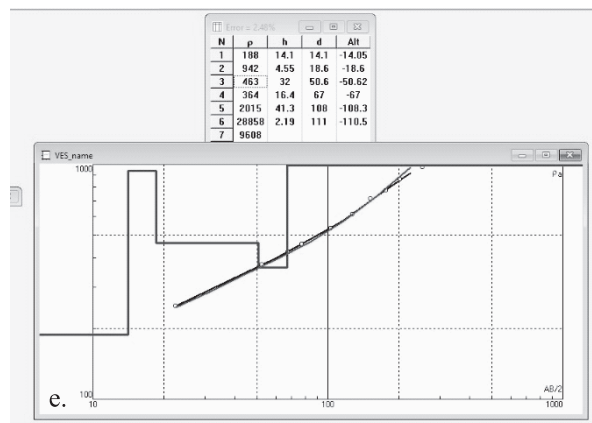 Error = 2.48%
N ρ h d Alt
1 188 14.1 14.1 -14.05
2 942 4.55 18.6 -18.6
3 463 32 50.6 -50.62
4 364 16.4 67 -67
5 2015 41.3 108 -108.3
6 28858 2.19 111 -110.5
7 9608
VES_name
1000
Pa
e.
100
AB/2
10 100 1000